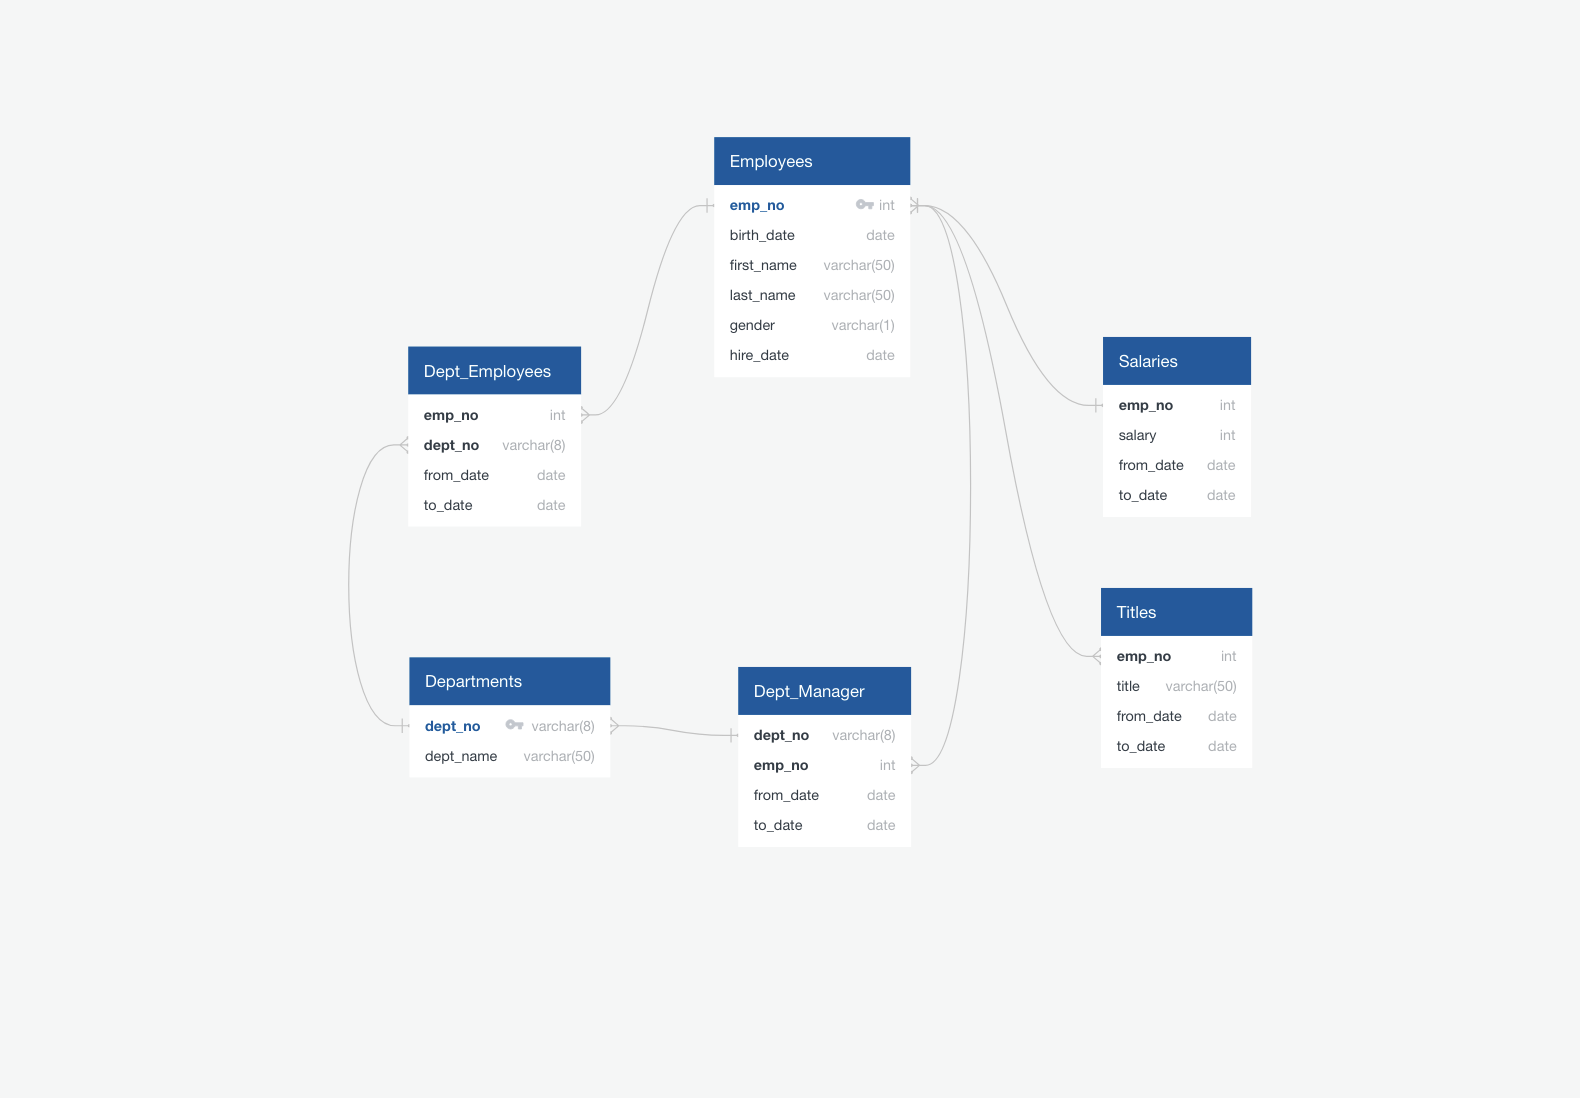 Employees
emp_no int
birth_date date
first_name varchar(50)
last_name varchar(50)
gender varchar(1)
hire_date date
Dept_Employees
emp_no int
dept_no varchar(8)
from_date date
to_date date
Salaries
emp_no int
salary int
from_date date
to_date date
Titles
emp_no int
title varchar(50)
from_date date
to_date date
Departments
dept_no varchar(8)
dept_name varchar(50)
Dept_Manager
dept_no varchar(8)
emp_no int
from_date date
to_date date